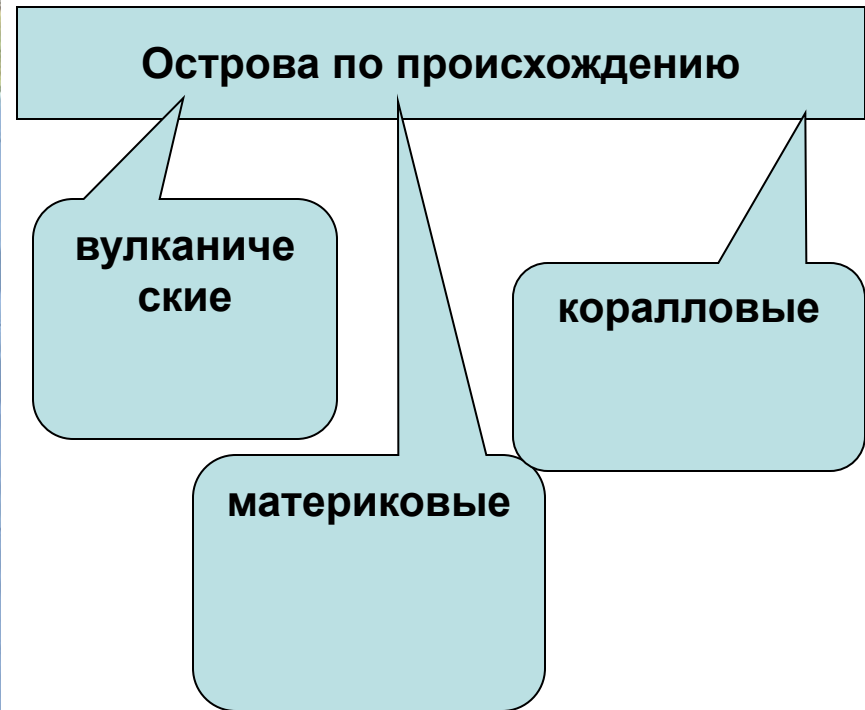 Острова по происхождению
вулканиче
ские
коралловые
материковые